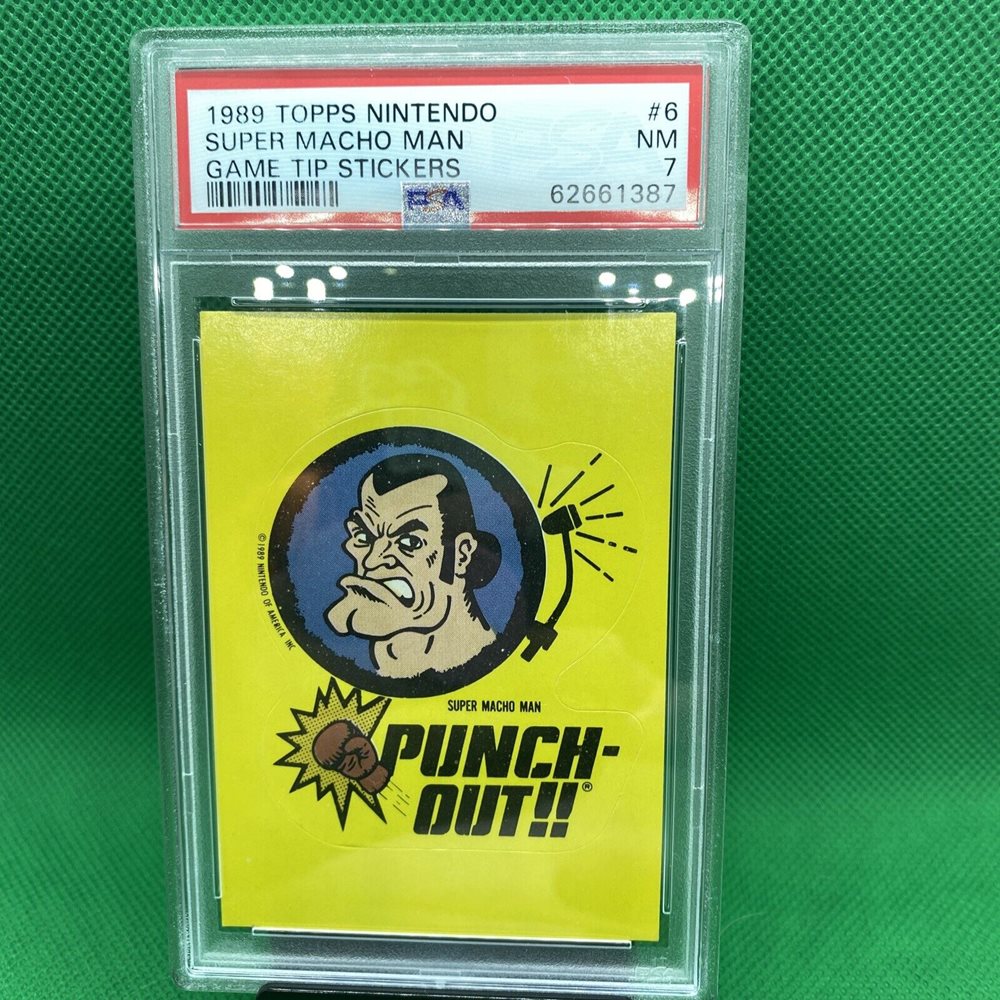 1989 TOPPS NINTENDO #6
SUPER MACHO MAN NM
GAME TIP STICKERS 7
PSA 62661387
©1989 NINTENDO OF AMERICA INC
SUPER MACHO MAN
PUNCH-
OUT!!®